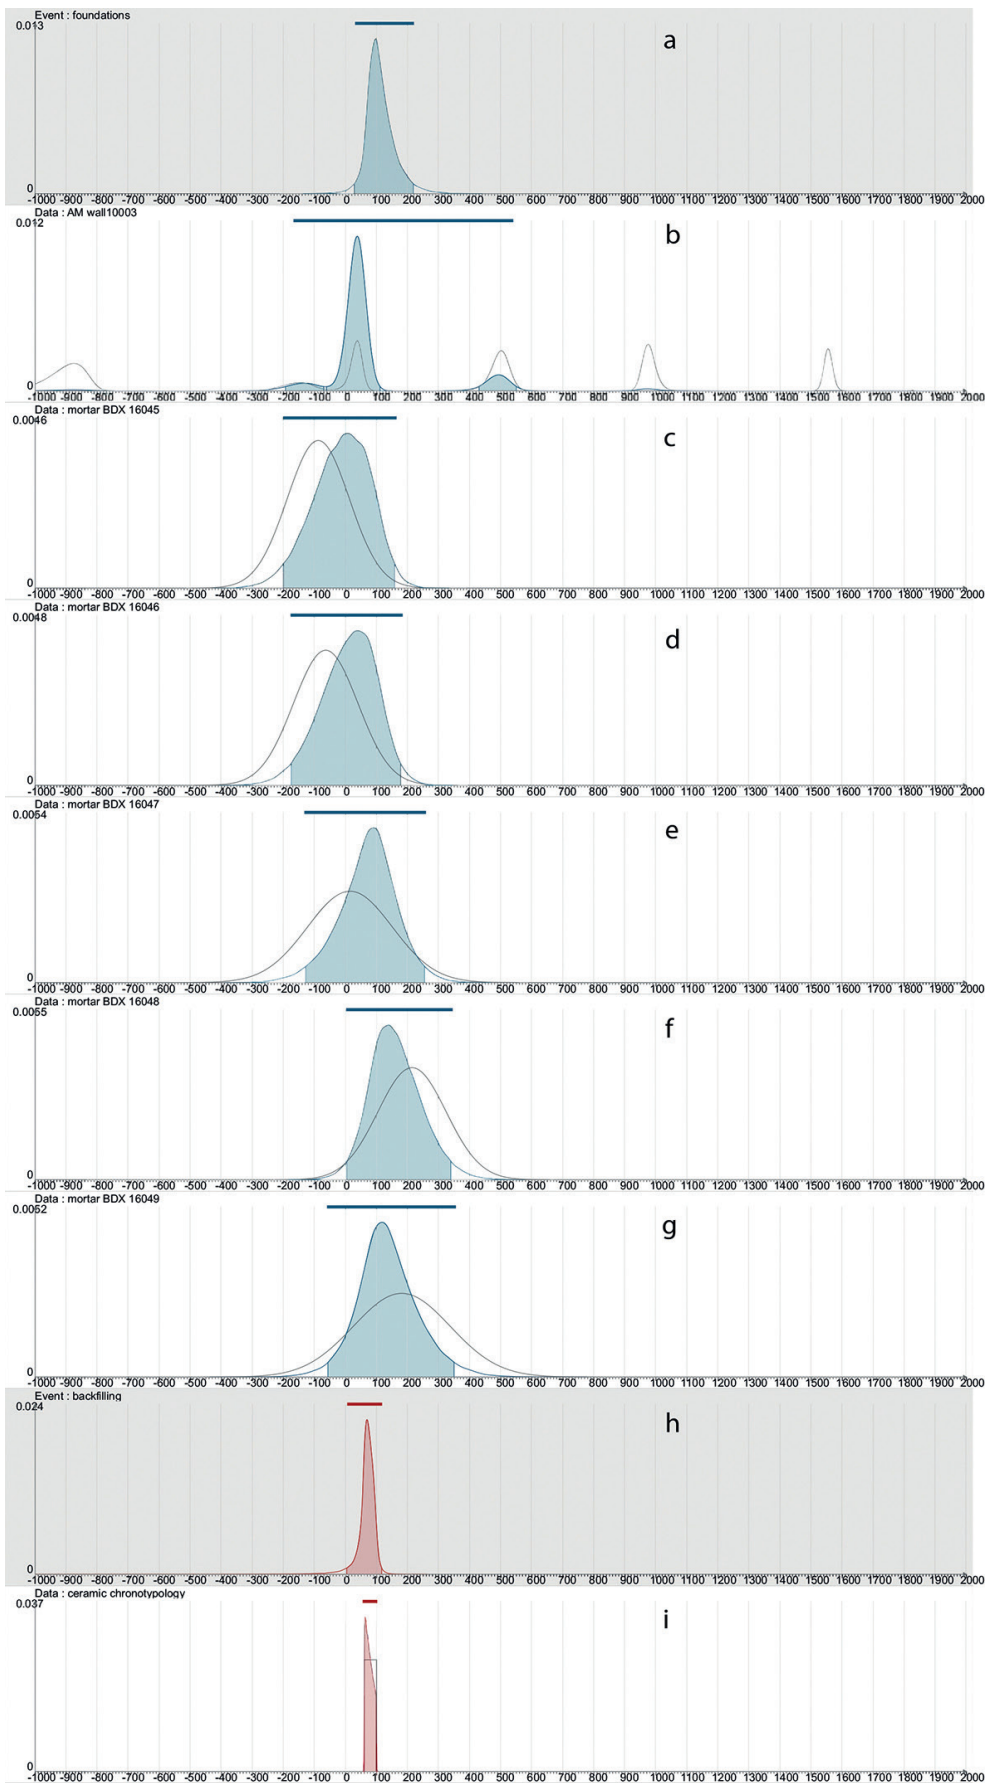 Event : foundations
0.013
a
0
-1000 -900 -800 -700 -600 -500 -400 -300 -200 -100 0 100 200 300 400 500 600 700 800 900 1000 1100 1200 1300 1400 1500 1600 1700 1800 1900 2000
Data : AM wall10003
0.012
b
0
-1000 -900 -800 -700 -600 -500 -400 -300 -200 -100 0 100 200 300 400 500 600 700 800 900 1000 1100 1200 1300 1400 1500 1600 1700 1800 1900 2000
Data : mortar BDX 16045
0.0046
c
0
-1000 -900 -800 -700 -600 -500 -400 -300 -200 -100 0 100 200 300 400 500 600 700 800 900 1000 1100 1200 1300 1400 1500 1600 1700 1800 1900 2000
Data : mortar BDX 16046
0.0048
d
0
-1000 -900 -800 -700 -600 -500 -400 -300 -200 -100 0 100 200 300 400 500 600 700 800 900 1000 1100 1200 1300 1400 1500 1600 1700 1800 1900 2000
Data : mortar BDX 16047
0.0054
e
0
-1000 -900 -800 -700 -600 -500 -400 -300 -200 -100 0 100 200 300 400 500 600 700 800 900 1000 1100 1200 1300 1400 1500 1600 1700 1800 1900 2000
Data : mortar BDX 16048
0.0055
f
0
-1000 -900 -800 -700 -600 -500 -400 -300 -200 -100 0 100 200 300 400 500 600 700 800 900 1000 1100 1200 1300 1400 1500 1600 1700 1800 1900 2000
Data : mortar BDX 16049
0.0052
g
0
-1000 -900 -800 -700 -600 -500 -400 -300 -200 -100 0 100 200 300 400 500 600 700 800 900 1000 1100 1200 1300 1400 1500 1600 1700 1800 1900 2000
Event : backfilling
0.024
h
0
-1000 -900 -800 -700 -600 -500 -400 -300 -200 -100 0 100 200 300 400 500 600 700 800 900 1000 1100 1200 1300 1400 1500 1600 1700 1800 1900 2000
Data : ceramic chronotypology
0.037
i
0
-1000 -900 -800 -700 -600 -500 -400 -300 -200 -100 0 100 200 300 400 500 600 700 800 900 1000 1100 1200 1300 1400 1500 1600 1700 1800 1900 2000